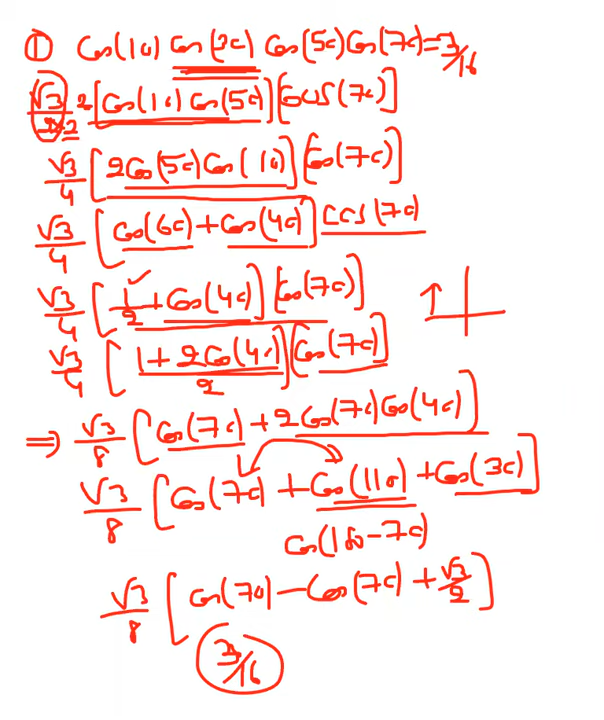 ① Cos(10) Cos(30) Cos(50) Cos(70) = 3/16
√3/2×2 2[Cos(10) Cos(50)][Cos(70)]
√3/4 [2Cos(50)Cos(10)][Cos(70)]
√3/4 [Cos(60)+Cos(40)] Cos(70)
√3/4 [1/2+Cos(40)][Cos(70)]
√3/4 [(1+2Cos(40))/2][Cos(70)]
⇒ √3/8 [Cos(70)+2Cos(70)Cos(40)]
√3/8 [Cos(70)+Cos(110)+Cos(30)]
Cos(180-70)
√3/8 [Cos(70)-Cos(70)+√3/2]
3/16